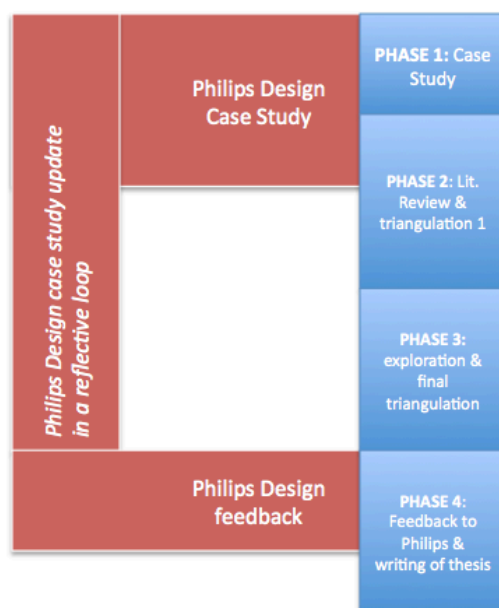 Philips Design case study update
in a reflective loop
Philips Design
Case Study
Philips Design
feedback
PHASE 1: Case
Study
PHASE 2: Lit.
Review &
triangulation 1
PHASE 3:
exploration &
final
triangulation
PHASE 4:
Feedback to
Philips &
writing of thesis